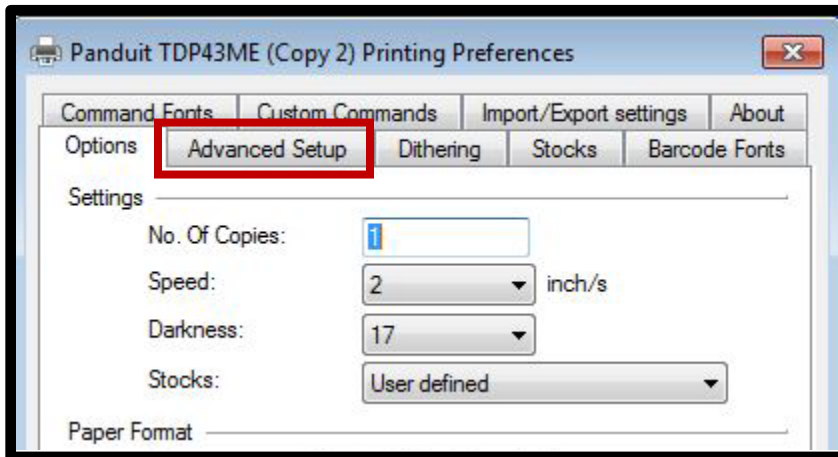 Panduit TDP43ME (Copy 2) Printing Preferences
Command Fonts Custom Commands Import/Export settings About
Options Advanced Setup Dithering Stocks Barcode Fonts
Settings
No. Of Copies: 1
Speed: 2 inch/s
Darkness: 17
Stocks: User defined
Paper Format